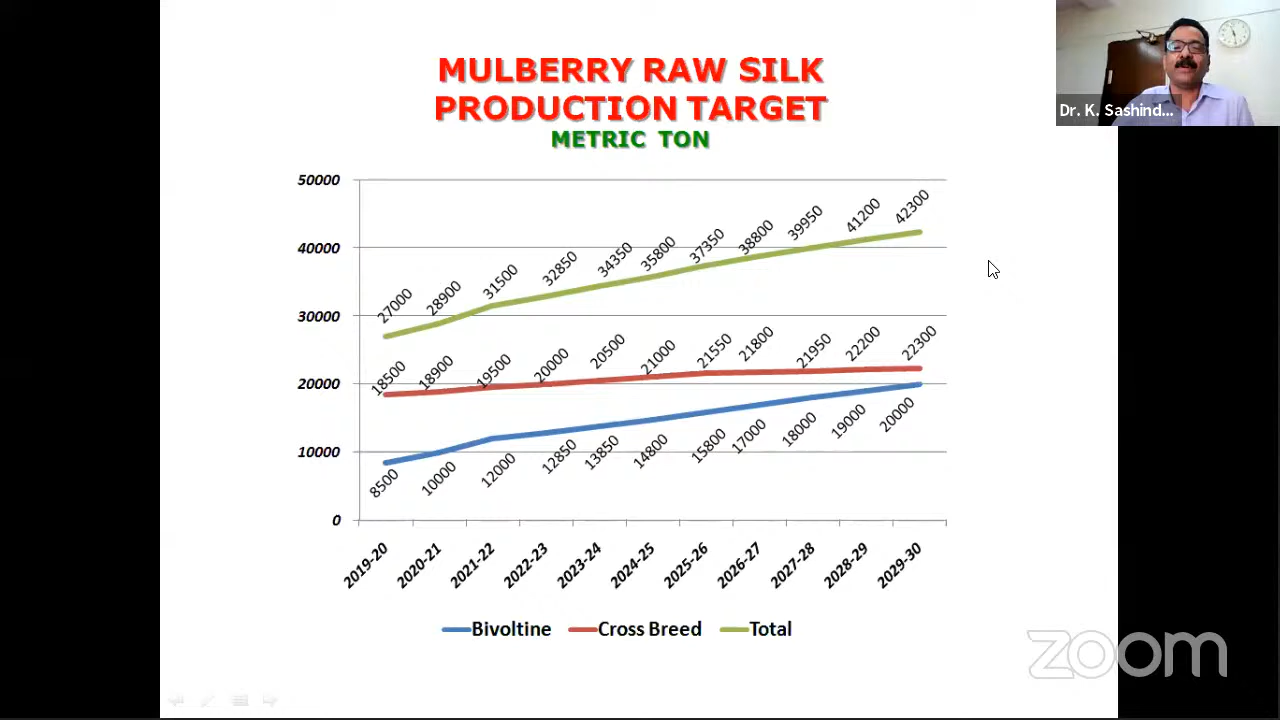 MULBERRY RAW SILK
PRODUCTION TARGET
METRIC TON
Dr. K. Sashind...
50000
40000
30000
20000
10000
0
27000 28900 31500 32850 34350 35800 37350 38800 39950 41200 42300
18500 18900 19500 20000 20500 21000 21550 21800 21950 22200 22300
8500 10000 12000 12850 13850 14800 15800 17000 18000 19000 20000
2019-20 2020-21 2021-22 2022-23 2023-24 2024-25 2025-26 2026-27 2027-28 2028-29 2029-30
Bivoltine Cross Breed Total
zoom